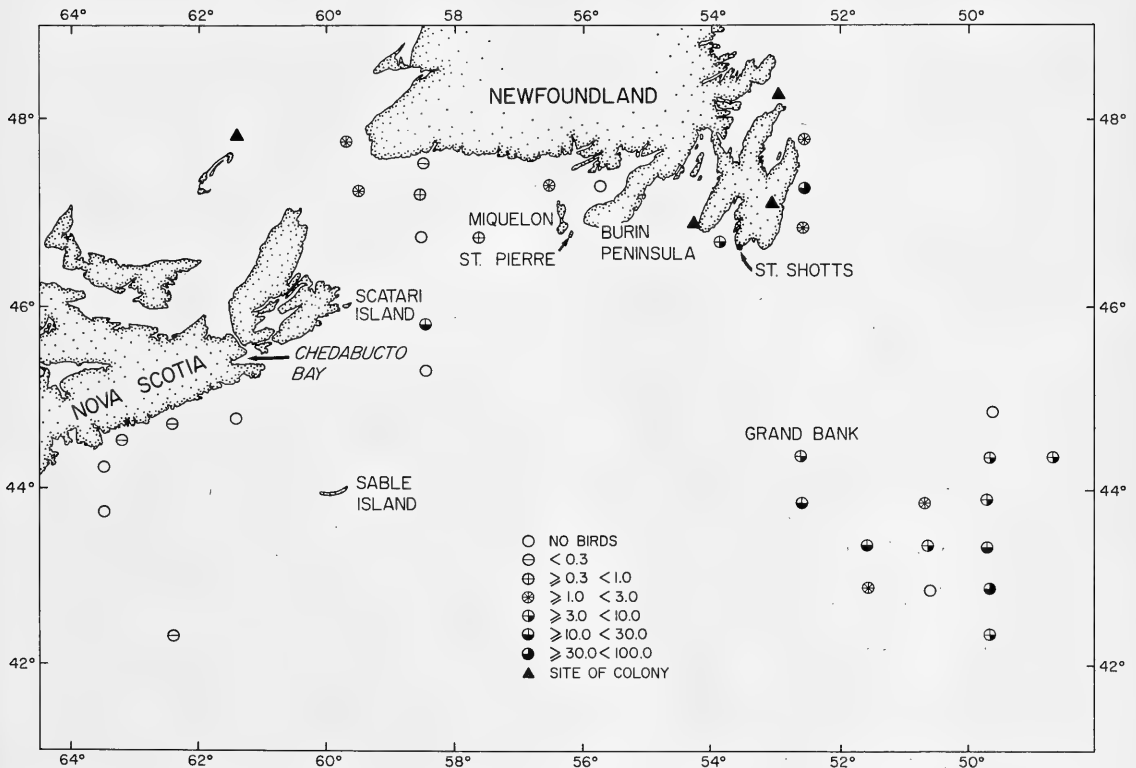 64° 62° 60° 58° 56° 54° 52° 50°
NEWFOUNDLAND
48° 48°
MIQUELON
ST. PIERRE
BURIN
PENINSULA
ST. SHOTTS
46° 46°
SCATARI
ISLAND
CHEDABUCTO
BAY
NOVA SCOTIA
GRAND BANK
44° 44°
SABLE
ISLAND
NO BIRDS
< 0.3
⩾ 0.3 < 1.0
⩾ 1.0 < 3.0
⩾ 3.0 < 10.0
⩾ 10.0 < 30.0
⩾ 30.0 < 100.0
SITE OF COLONY
42° 42°
64° 62° 60° 58° 56° 54° 52° 50°